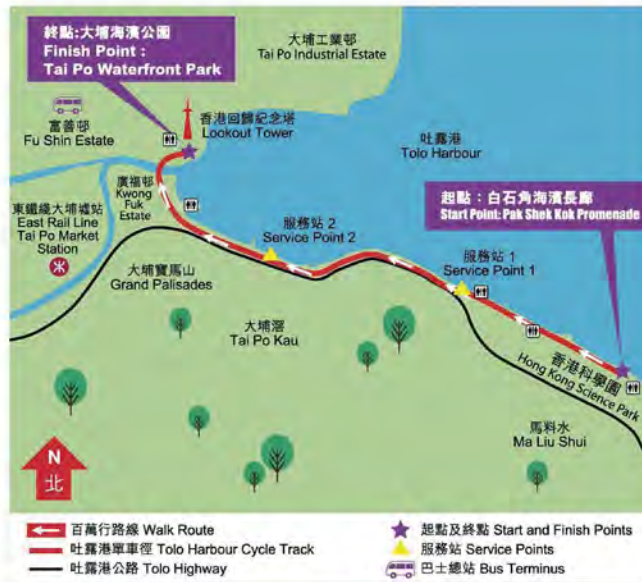 終點:大埔海濱公園
Finish Point :
Tai Po Waterfront Park
大埔工業邨
Tai Po Industrial Estate
富善邨
Fu Shin Estate
香港回歸紀念塔
Lookout Tower
吐露港
Tolo Harbour
廣福邨
Kwong
Fuk
Estate
東鐵綫大埔墟站
East Rail Line
Tai Po Market
Station
服務站 2
Service Point 2
起點：白石角海濱長廊
Start Point: Pak Shek Kok Promenade
服務站 1
Service Point 1
大埔寶馬山
Grand Palisades
大埔滘
Tai Po Kau
香港科學園
Hong Kong Science Park
馬料水
Ma Liu Shui
N
北
百萬行路線 Walk Route
吐露港單車徑 Tolo Harbour Cycle Track
吐露港公路 Tolo Highway
起點及終點 Start and Finish Points
服務站 Service Points
巴士總站 Bus Terminus